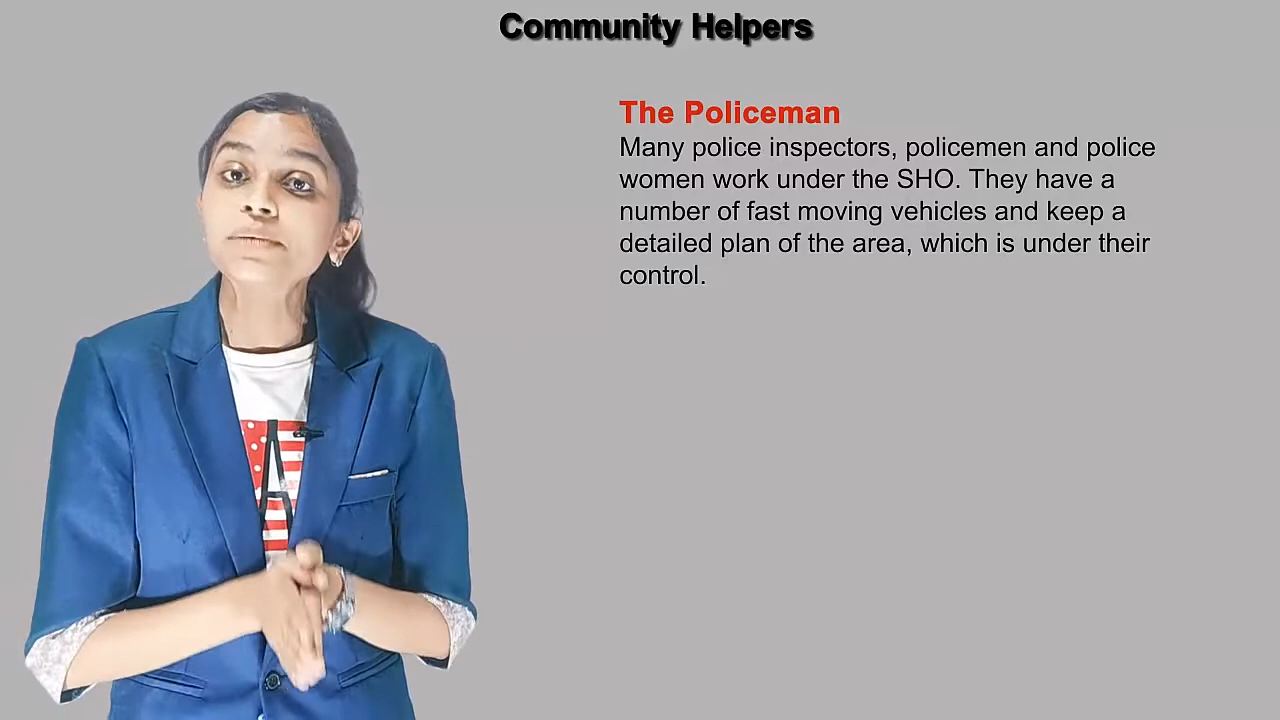 Community Helpers
The Policeman
Many police inspectors, policemen and police
women work under the SHO. They have a
number of fast moving vehicles and keep a
detailed plan of the area, which is under their
control.
A